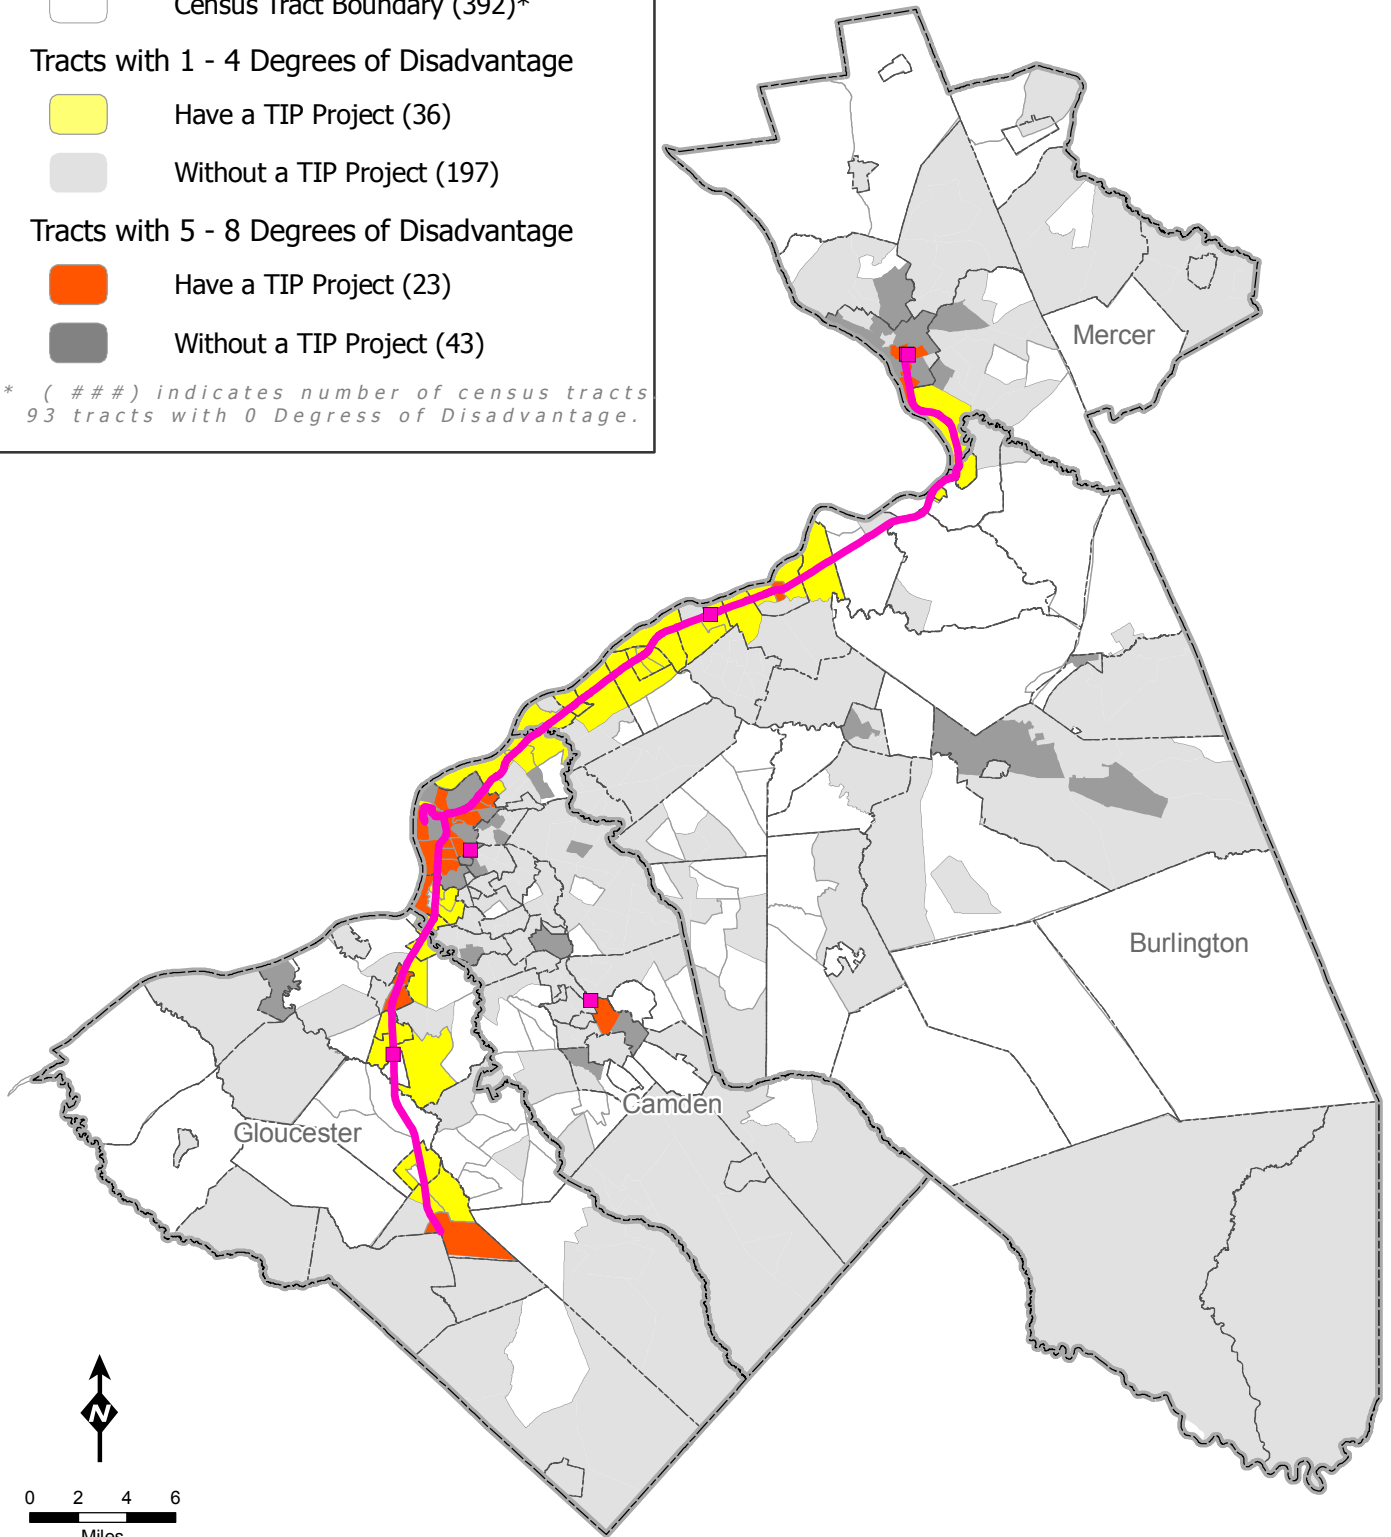 Census Tract Boundary (392)*
Tracts with 1 - 4 Degrees of Disadvantage
Have a TIP Project (36)
Without a TIP Project (197)
Tracts with 5 - 8 Degrees of Disadvantage
Have a TIP Project (23)
Without a TIP Project (43)
* ( ###) indicates number of census tracts.
93 tracts with 0 Degress of Disadvantage.
Mercer
Burlington
Camden
Gloucester
N
0 2 4 6
Miles